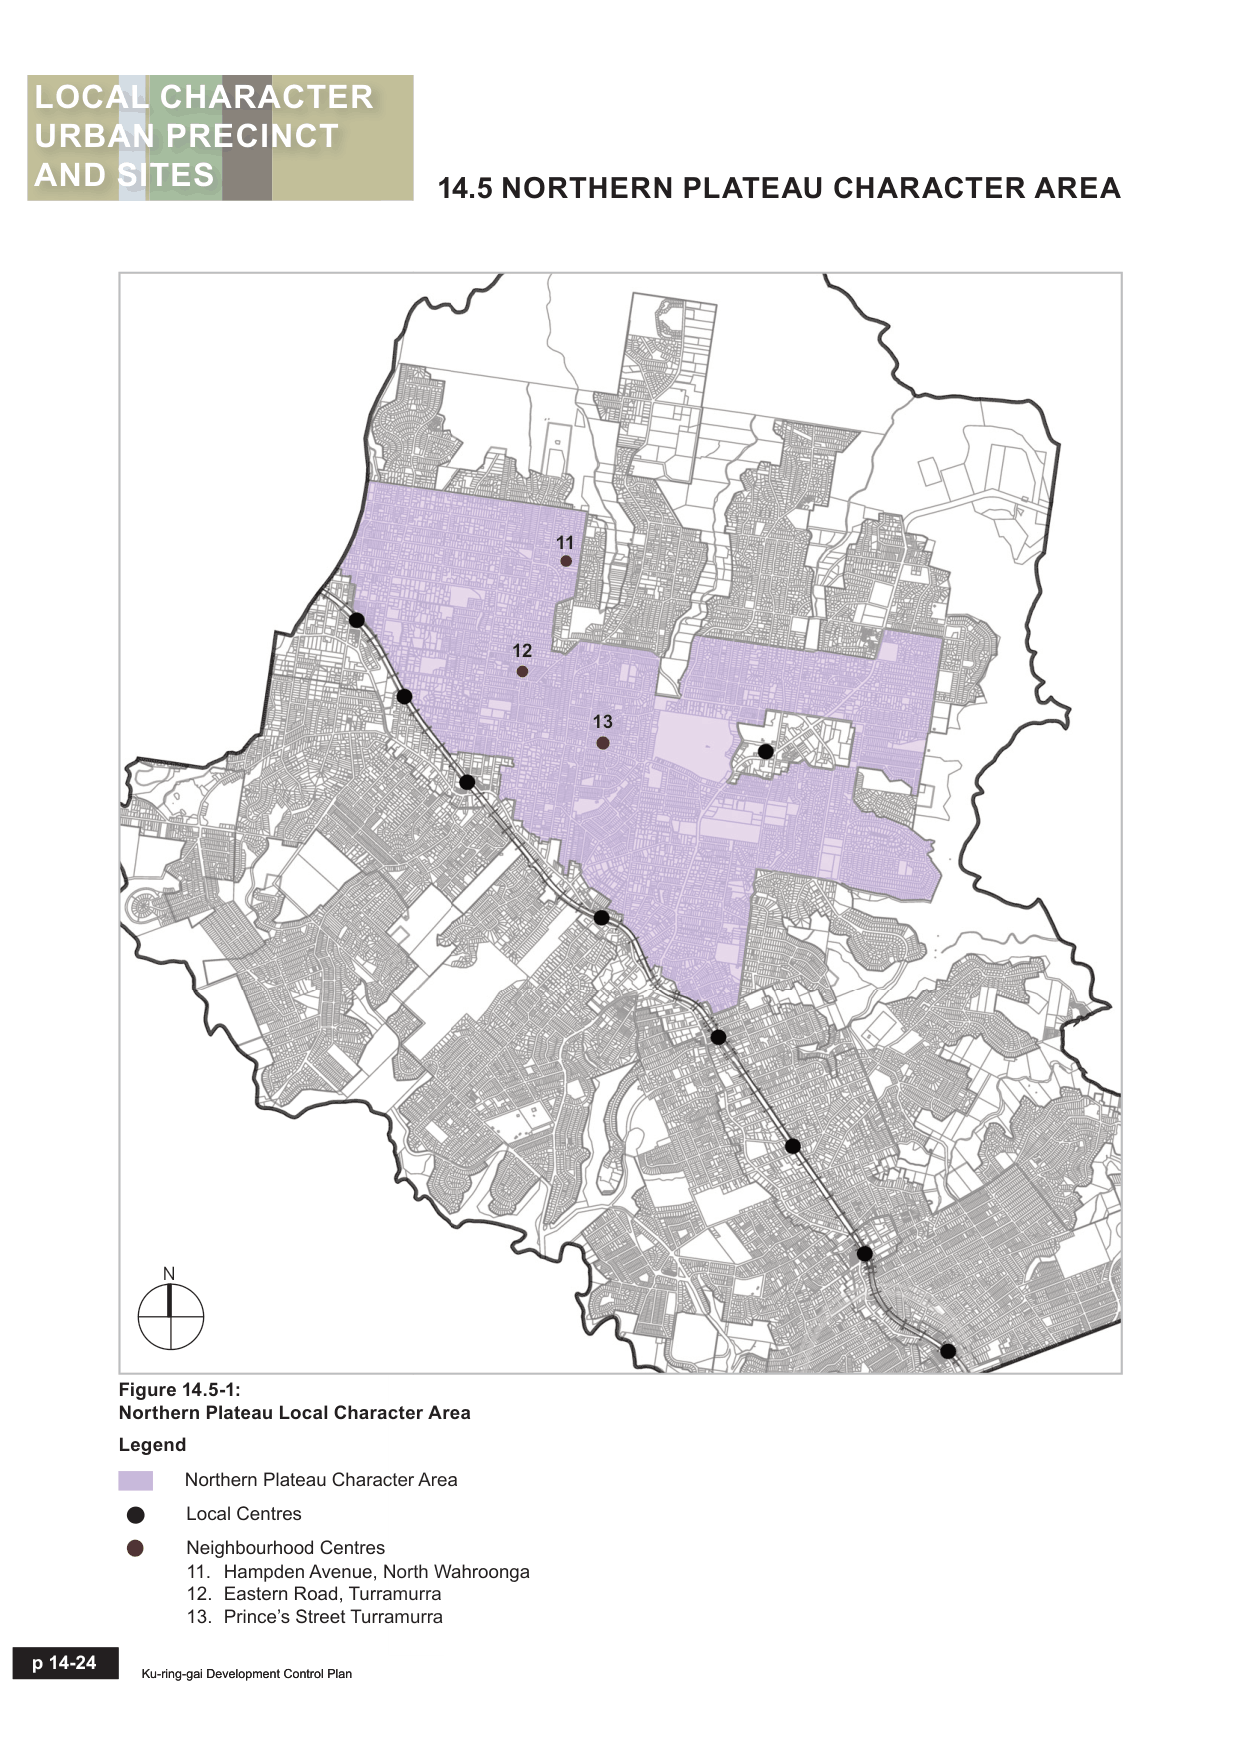 LOCAL CHARACTER
URBAN PRECINCT
AND SITES
14.5 NORTHERN PLATEAU CHARACTER AREA
11
12
13
N
Figure 14.5-1:
Northern Plateau Local Character Area
Legend
Northern Plateau Character Area
Local Centres
Neighbourhood Centres
11. Hampden Avenue, North Wahroonga
12. Eastern Road, Turramurra
13. Prince’s Street Turramurra
p 14-24
Ku-ring-gai Development Control Plan